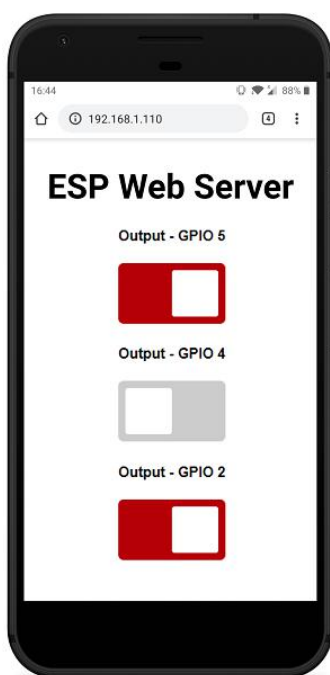 16:44 88%
192.168.1.110 4
ESP Web Server
Output - GPIO 5
Output - GPIO 4
Output - GPIO 2